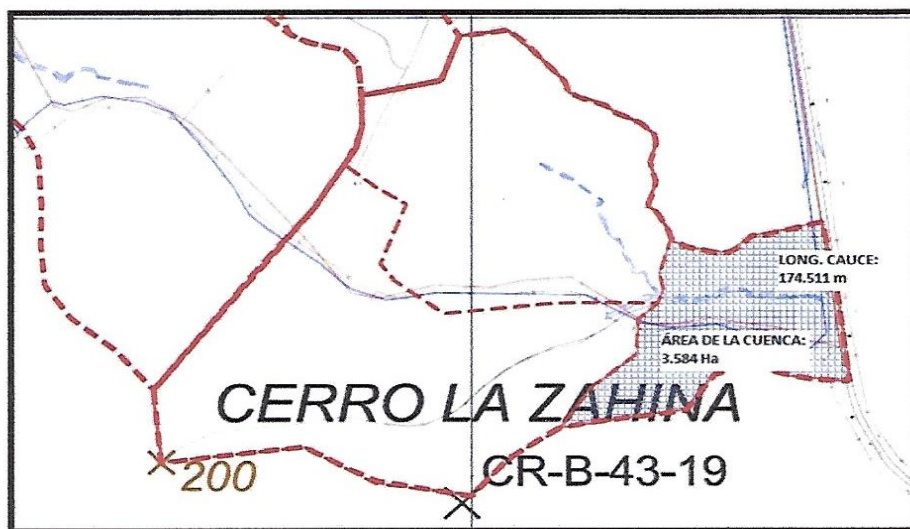 LONG. CAUCE:
174.511 m
ÁREA DE LA CUENCA:
3.584 Ha
CERRO LA ZAHINA
200
CR-B-43-19